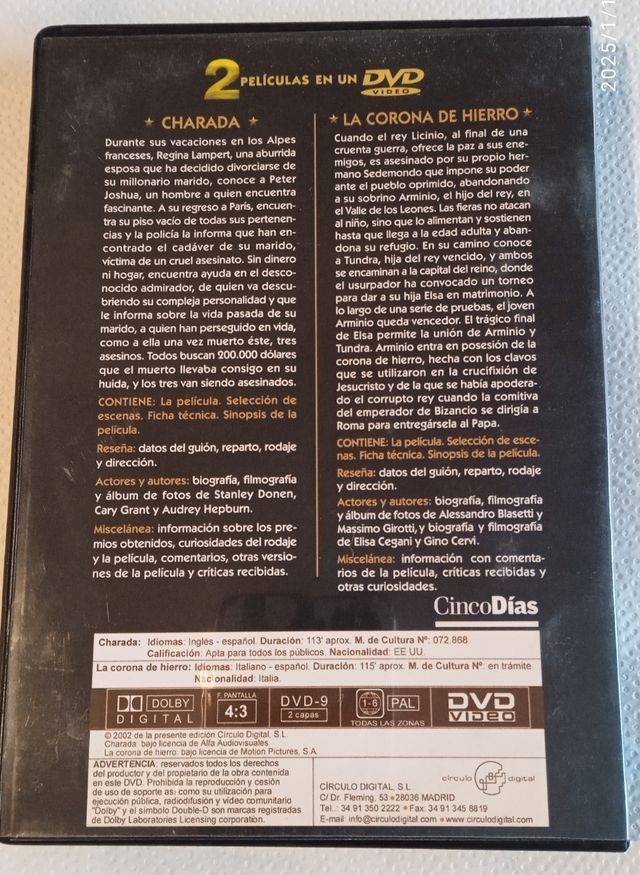 2025/1/1
2 PELÍCULAS EN UN DVD
VIDEO
★ CHARADA ★
Durante sus vacaciones en los Alpes
franceses, Regina Lampert, una aburrida
esposa que ha decidido divorciarse de
su millonario marido, conoce a Peter
Joshua, un hombre a quien encuentra
fascinante. A su regreso a París, encuen-
tra su piso vacío de todas sus pertenen-
cias y la policía la informa que han en-
contrado el cadáver de su marido,
víctima de un cruel asesinato. Sin dinero
ni hogar, encuentra ayuda en el desco-
nocido admirador, de quien va descu-
briendo su compleja personalidad y que
le informa sobre la vida pasada de su
marido, a quien han perseguido en vida,
como a ella una vez muerto éste, tres
asesinos. Todos buscan 200.000 dólares
que el muerto llevaba consigo en su
huida, y los tres van siendo asesinados.
CONTIENE: La película. Selección de
escenas. Ficha técnica. Sinopsis de la
película.
Reseña: datos del guión, reparto, rodaje
y dirección.
Actores y autores: biografía, filmografía
y álbum de fotos de Stanley Donen,
Cary Grant y Audrey Hepburn.
Miscelánea: información sobre los pre-
mios obtenidos, curiosidades del rodaje
y la película, comentarios, otras versio-
nes de la película y críticas recibidas.
★ LA CORONA DE HIERRO ★
Cuando el rey Licinio, al final de una
cruenta guerra, ofrece la paz a sus ene-
migos, es asesinado por su propio her-
mano Sedemondo que impone su poder
ante el pueblo oprimido, abandonando
a su sobrino Arminio, el hijo del rey, en
el Valle de los Leones. Las fieras no atacan
al niño, sino que lo alimentan y sostienen
hasta que llega a la edad adulta y aban-
dona su refugio. En su camino conoce
a Tundra, hija del rey vencido, y ambos
se encaminan a la capital del reino, donde
el usurpador ha convocado un torneo
para dar a su hija Elsa en matrimonio. A
lo largo de una serie de pruebas, el joven
Arminio queda vencedor. El trágico final
de Elsa permite la unión de Arminio y
Tundra. Arminio entra en posesión de la
corona de hierro, hecha con los clavos
que se utilizaron en la crucifixión de
Jesucristo y de la que se había apodera-
do el corrupto rey cuando la comitiva
del emperador de Bizancio se dirigía a
Roma para entregársela al Papa.
CONTIENE: La película. Selección de esce-
nas. Ficha técnica. Sinopsis de la película.
Reseña: datos del guión, reparto, rodaje
y dirección.
Actores y autores: biografía, filmografía
y álbum de fotos de Alessandro Blasetti y
Massimo Girotti, y biografía y filmografía
de Elisa Cegani y Gino Cervi.
Miscelánea: información con comenta-
rios de la película, críticas recibidas y
otras curiosidades.
CincoDías
Charada: Idiomas: Inglés - español. Duración: 113' aprox. M. de Cultura Nº: 072.868.
Calificación: Apta para todos los públicos. Nacionalidad: EE UU.
La corona de hierro: Idiomas: Italiano - español. Duración: 115' aprox. M. de Cultura Nº: en trámite
Nacionalidad: Italia.
DOLBY
DIGITAL
F. PANTALLA
4:3
DVD-9
2 capas
1-6 PAL
TODAS LAS ZONAS
DVD
VIDEO
© 2002 de la presente edición Círculo Digital, S.L.
Charada: bajo licencia de Alfa Audiovisuales.
La corona de hierro: bajo licencia de Motion Pictures, S.A.
ADVERTENCIA: reservados todos los derechos
del productor y del propietario de la obra contenida
en este DVD. Prohibida la reproducción y cesión
de uso de soporte así como su utilización para
ejecución pública, radiodifusión y vídeo comunitario
"Dolby" y el símbolo Double-D son marcas registradas
de Dolby Laboratories Licensing corporation.
círculo digital
CÍRCULO DIGITAL, S.L
C/ Dr. Fleming, 53 • 28036 MADRID
Tel.: 34 91 350 2222 • Fax: 34 91 345 8819
E-mail: info@circulodigital.com • www.circulodigital.com